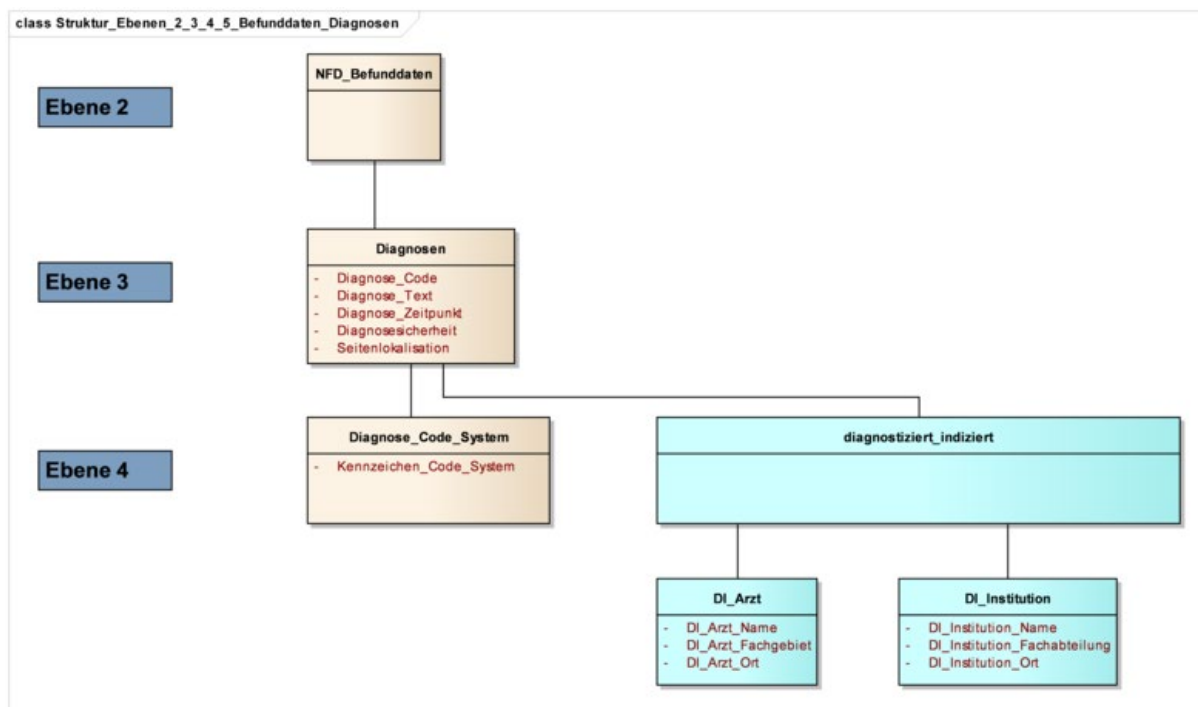 class Struktur_Ebenen_2_3_4_5_Befunddaten_Diagnosen
Ebene 2
NFD_Befunddaten
Ebene 3
Diagnosen
- Diagnose_Code
- Diagnose_Text
- Diagnose_Zeitpunkt
- Diagnosesicherheit
- Seitenlokalisation
Ebene 4
Diagnose_Code_System
- Kennzeichen_Code_System
diagnostiziert_indiziert
DI_Arzt
- DI_Arzt_Name
- DI_Arzt_Fachgebiet
- DI_Arzt_Ort
DI_Institution
- DI_Institution_Name
- DI_Institution_Fachabteilung
- DI_Institution_Ort